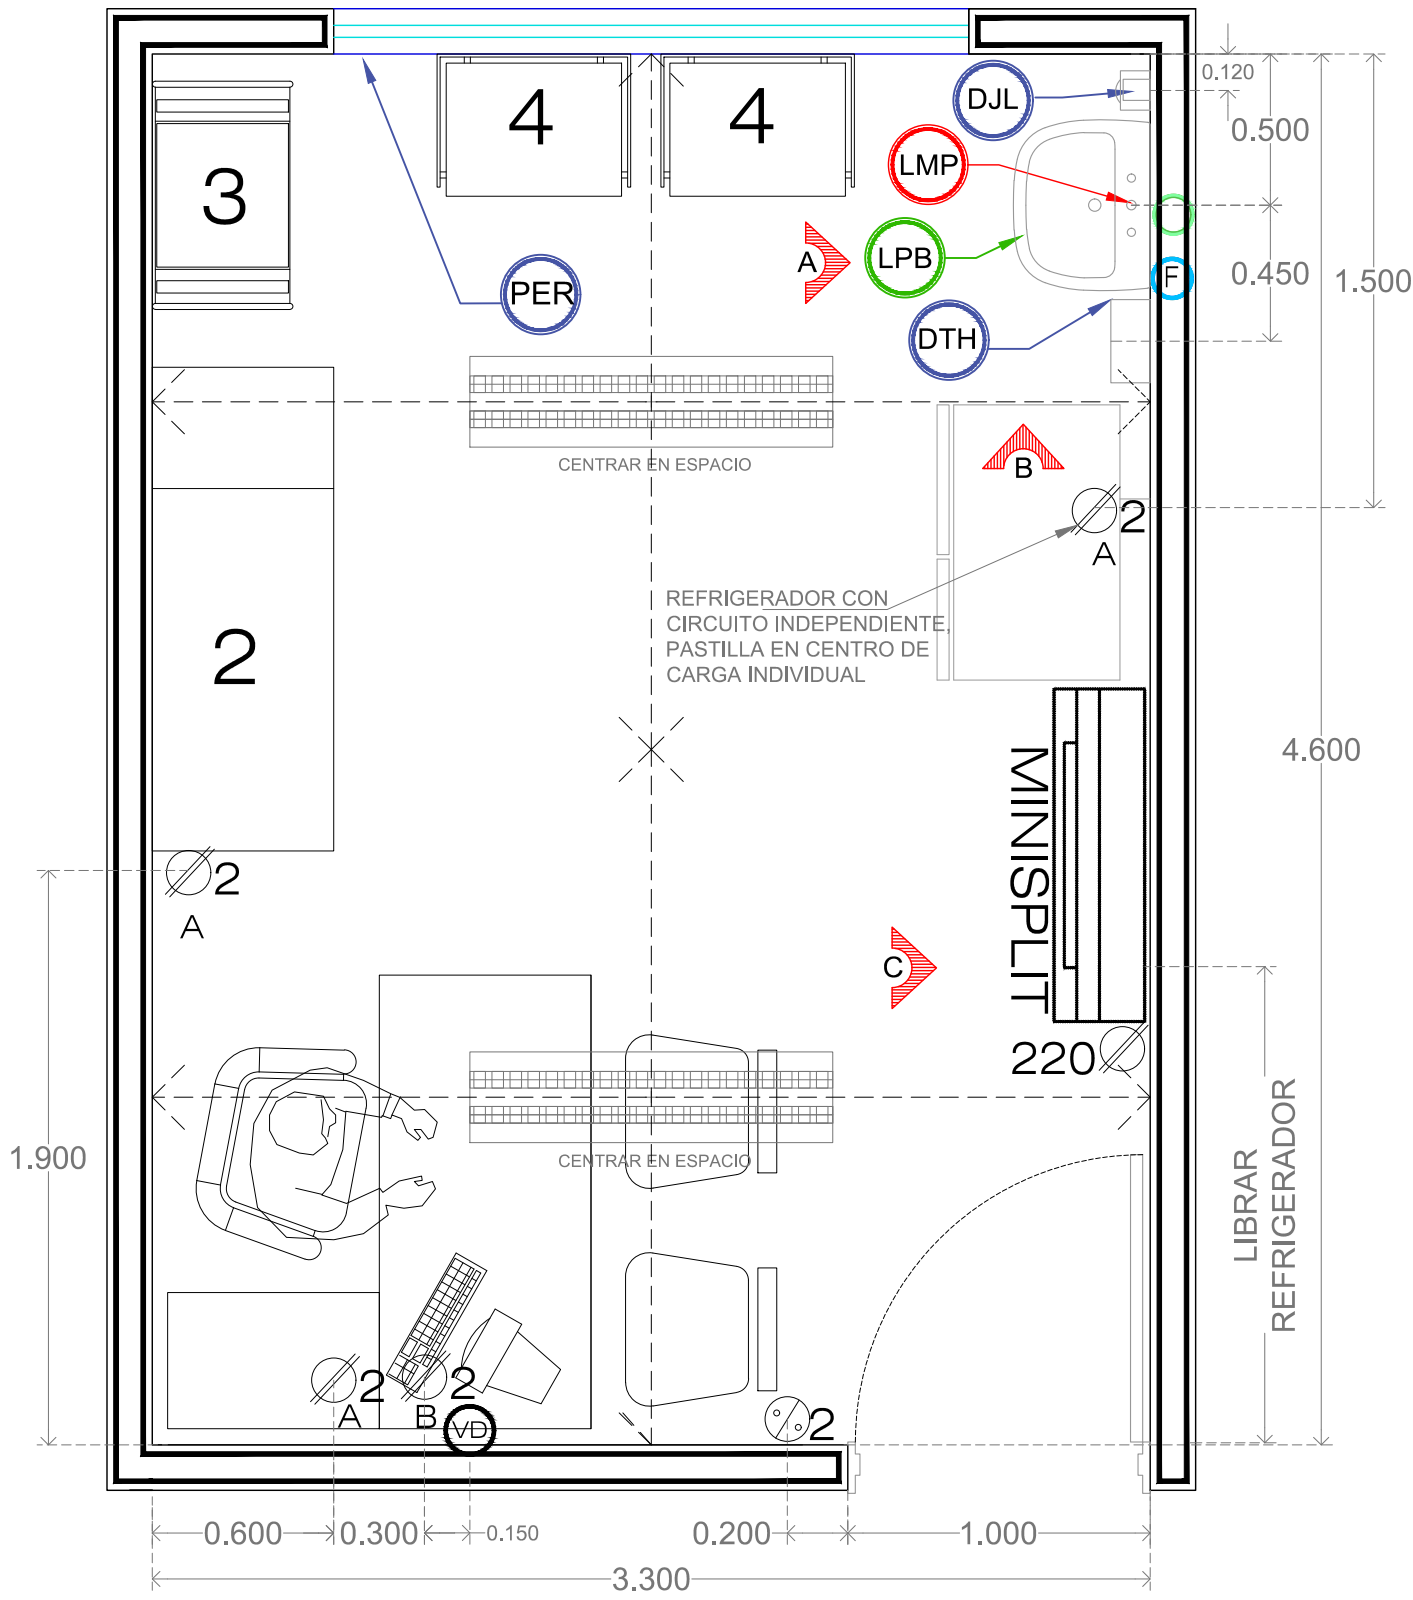 0.120
DJL
4
4
0.500
LMP
3
LPB
A
F
0.450
1.500
PER
DTH
CENTRAR EN ESPACIO
B
2
A
REFRIGERADOR CON
CIRCUITO INDEPENDIENTE,
PASTILLA EN CENTRO DE
CARGA INDIVIDUAL
2
4.600
MINISPLIT
2
A
C
220
1.900
CENTRAR EN ESPACIO
LIBRAR
REFRIGERADOR
2
A
2
B
VD
2
0.600
0.300
0.150
0.200
1.000
3.300